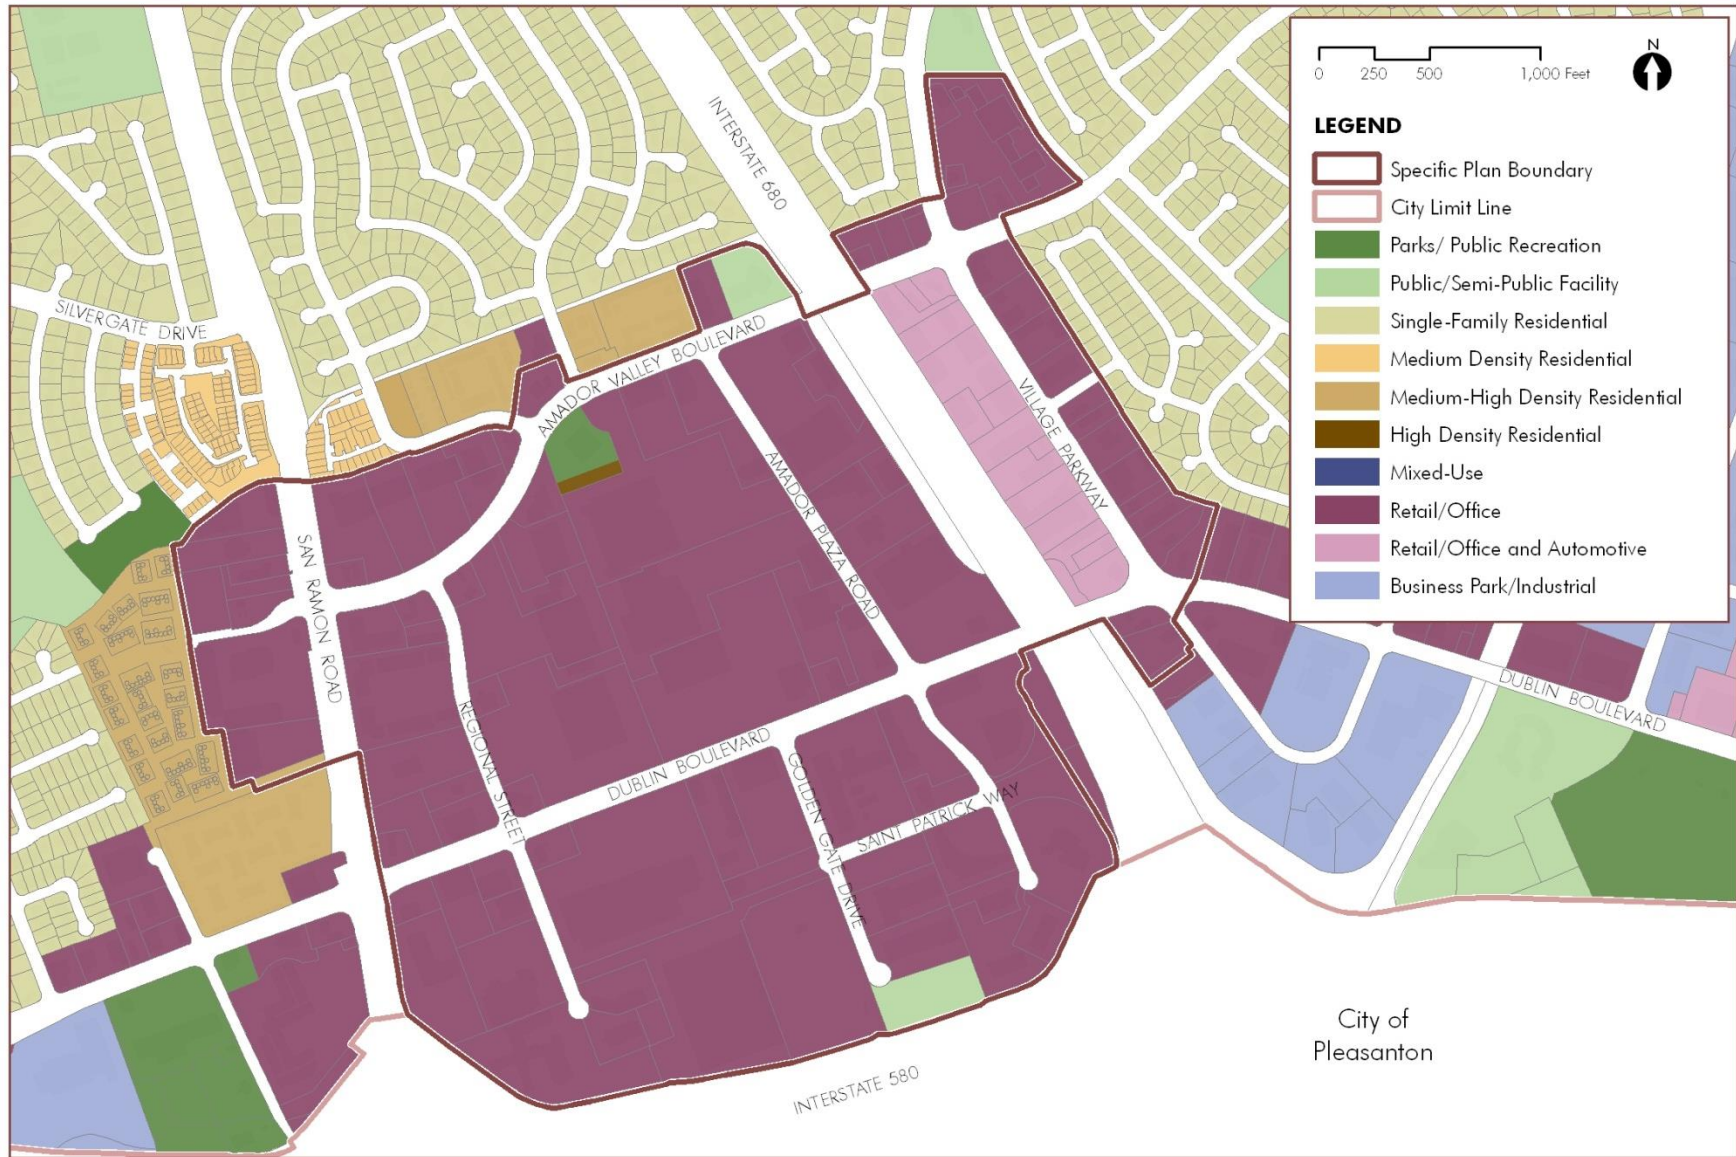 INTERSTATE 680
0 250 500 1,000 Feet
N
LEGEND
Specific Plan Boundary
City Limit Line
Parks/ Public Recreation
Public/Semi-Public Facility
Single-Family Residential
Medium Density Residential
Medium-High Density Residential
High Density Residential
Mixed-Use
Retail/Office
Retail/Office and Automotive
Business Park/Industrial
SILVERGATE DRIVE
AMADOR VALLEY BOULEVARD
VILLAGE PARKWAY
AMADOR PLAZA ROAD
SAN RAMON ROAD
REGIONAL STREET
DUBLIN BOULEVARD
DUBLIN BOULEVARD
GOLDEN GATE DRIVE
SAINT PATRICK WAY
City of
Pleasanton
INTERSTATE 580